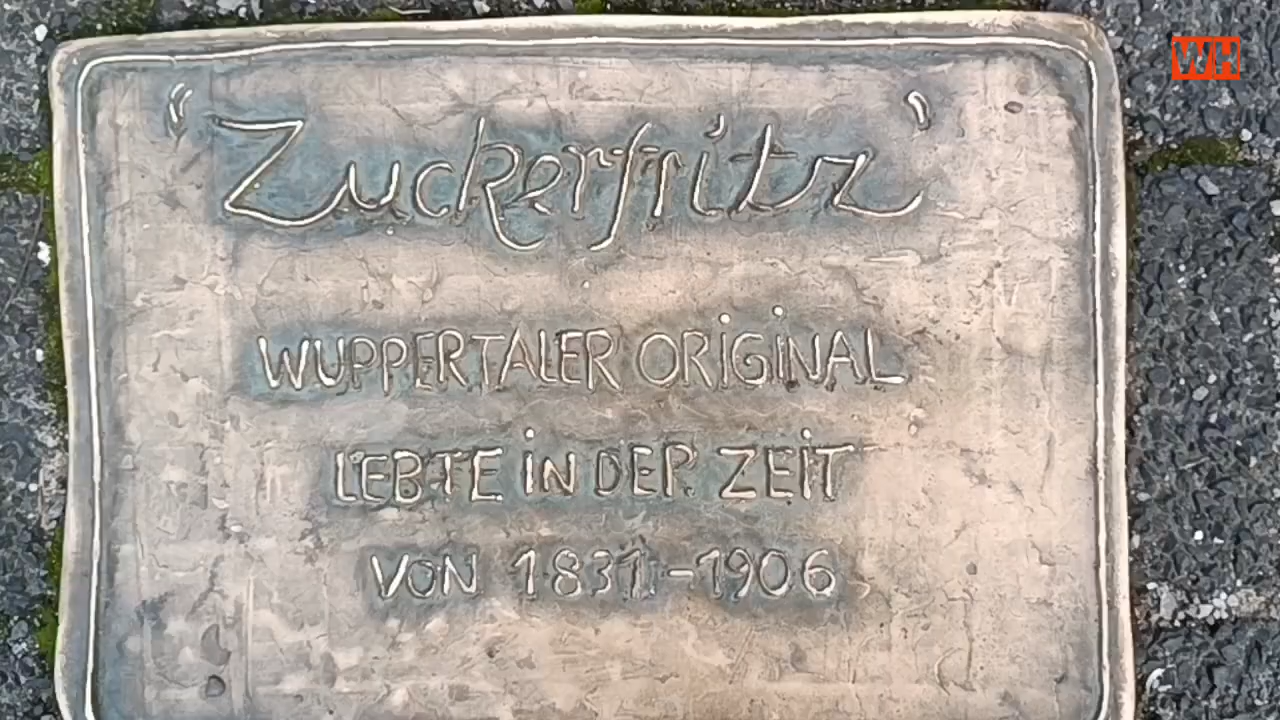 WH
"Zuckerfritz"
WUPPERTALER ORIGINAL
LEBTE IN DER ZEIT
VON 1831-1906